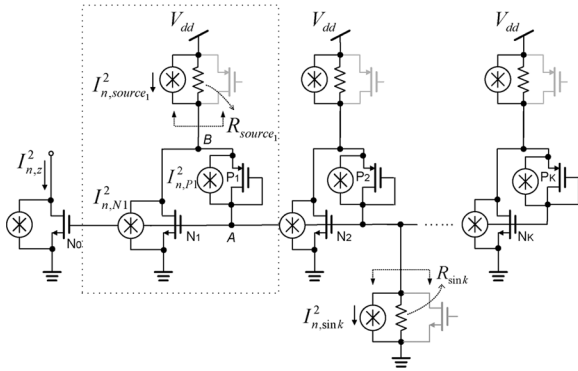 V_dd V_dd V_dd
I²_n,source₁
R_source₁
B
I²_n,z
I²_n,N1
I²_n,P1
P₁
P₂
P_K
N₀
N₁
A
N₂
N_K
R_sink
I²_n,sink